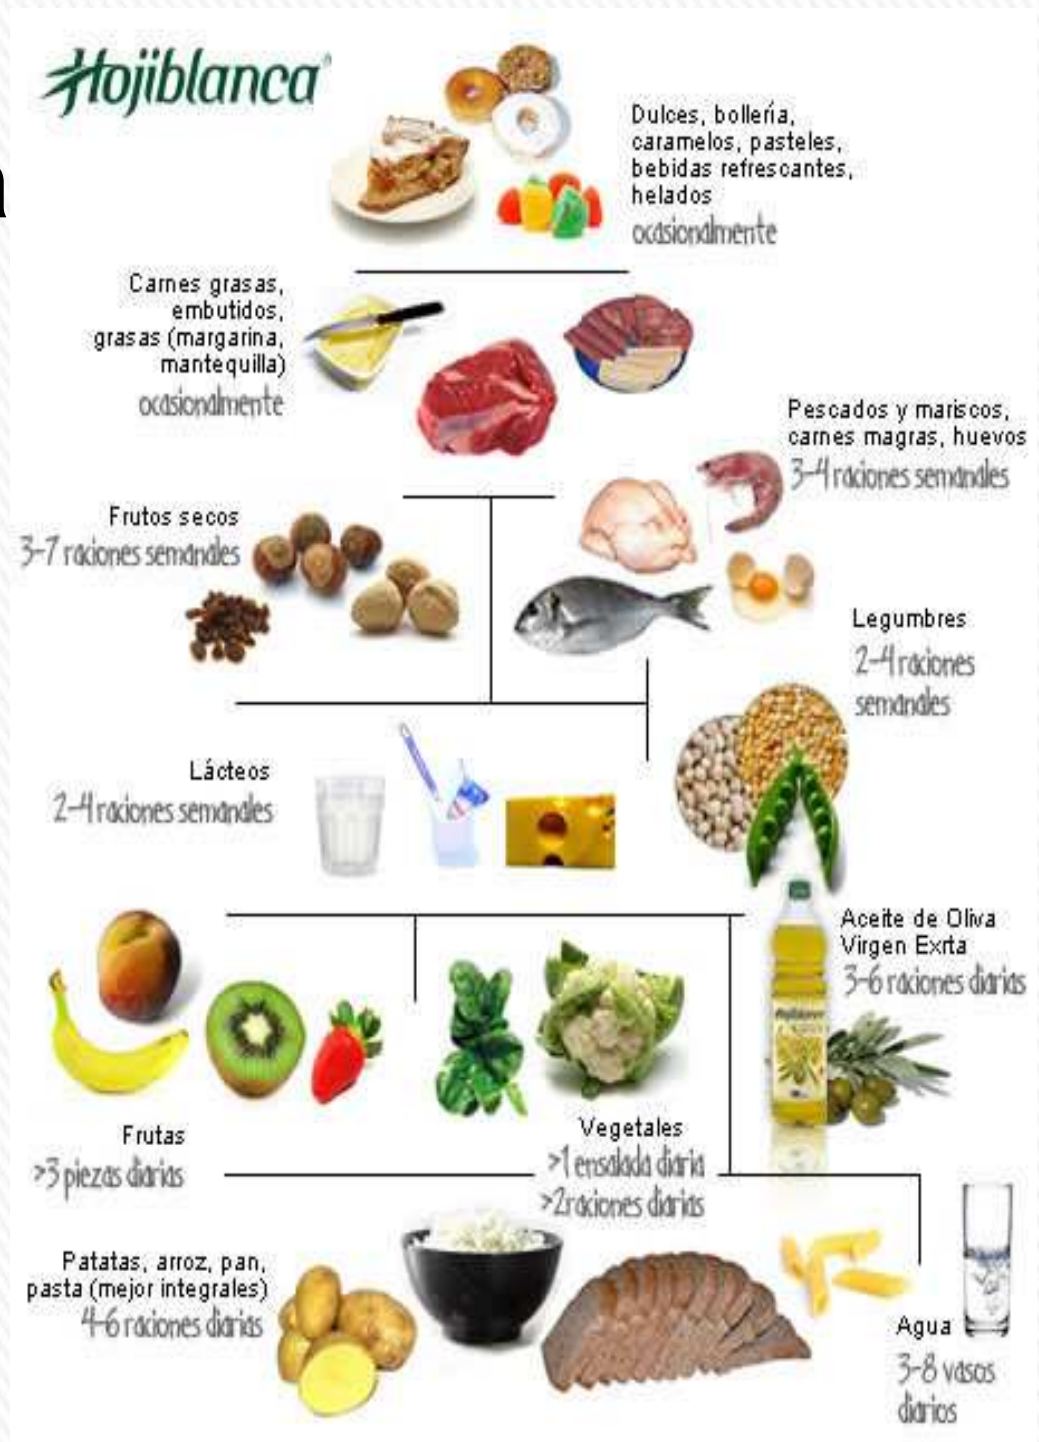 Hojiblanca®
Dulces, bollería,
caramelos, pasteles,
bebidas refrescantes,
helados
ocasionalmente
Carnes grasas,
embutidos,
grasas (margarina,
mantequilla)
ocasionalmente
Pescados y mariscos,
carnes magras, huevos
3-4 raciones semanales
Frutos secos
3-7 raciones semanales
Legumbres
2-4 raciones
semanales
Lácteos
2-4 raciones semanales
Aceite de Oliva
Virgen Exrta
3-6 raciones diarias
Hojiblanca
Frutas
>3 piezas diarias
Vegetales
>1 ensalada diaria
>2raciones diarias
Patatas, arroz, pan,
pasta (mejor integrales)
4-6 raciones diarias
Agua
3-8 vasos
diarios